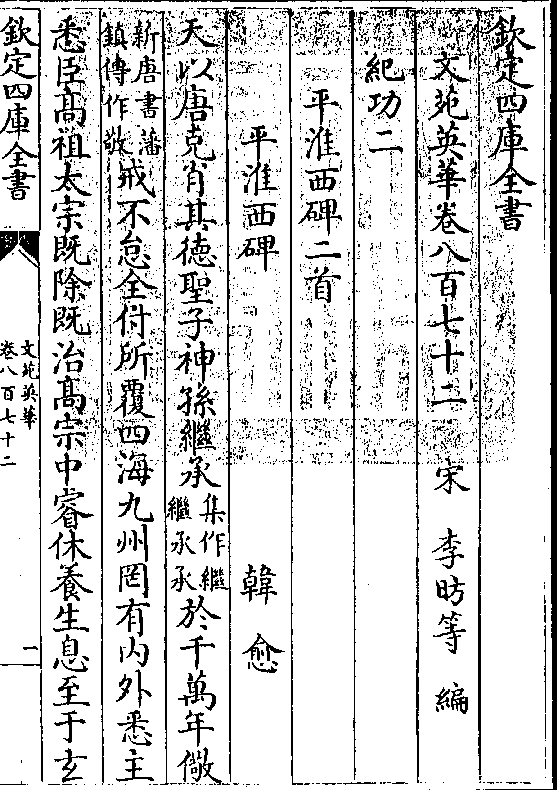 欽定四庫全書
文苑英華卷八百七十二　宋　李昉等　編
紀功二
平淮西碑二首
平淮西碑　韓愈
天以唐克肖其德聖子神孫繼承集作繼繼承承於千萬年儆
新唐書藩鎮傳作敬戒不怠全付所覆四海九州罔有内外悉主
悉臣髙祖太宗既除既治髙宗中睿休養生息至于玄
欽定四庫全書
文苑英華
卷八百七十二
一